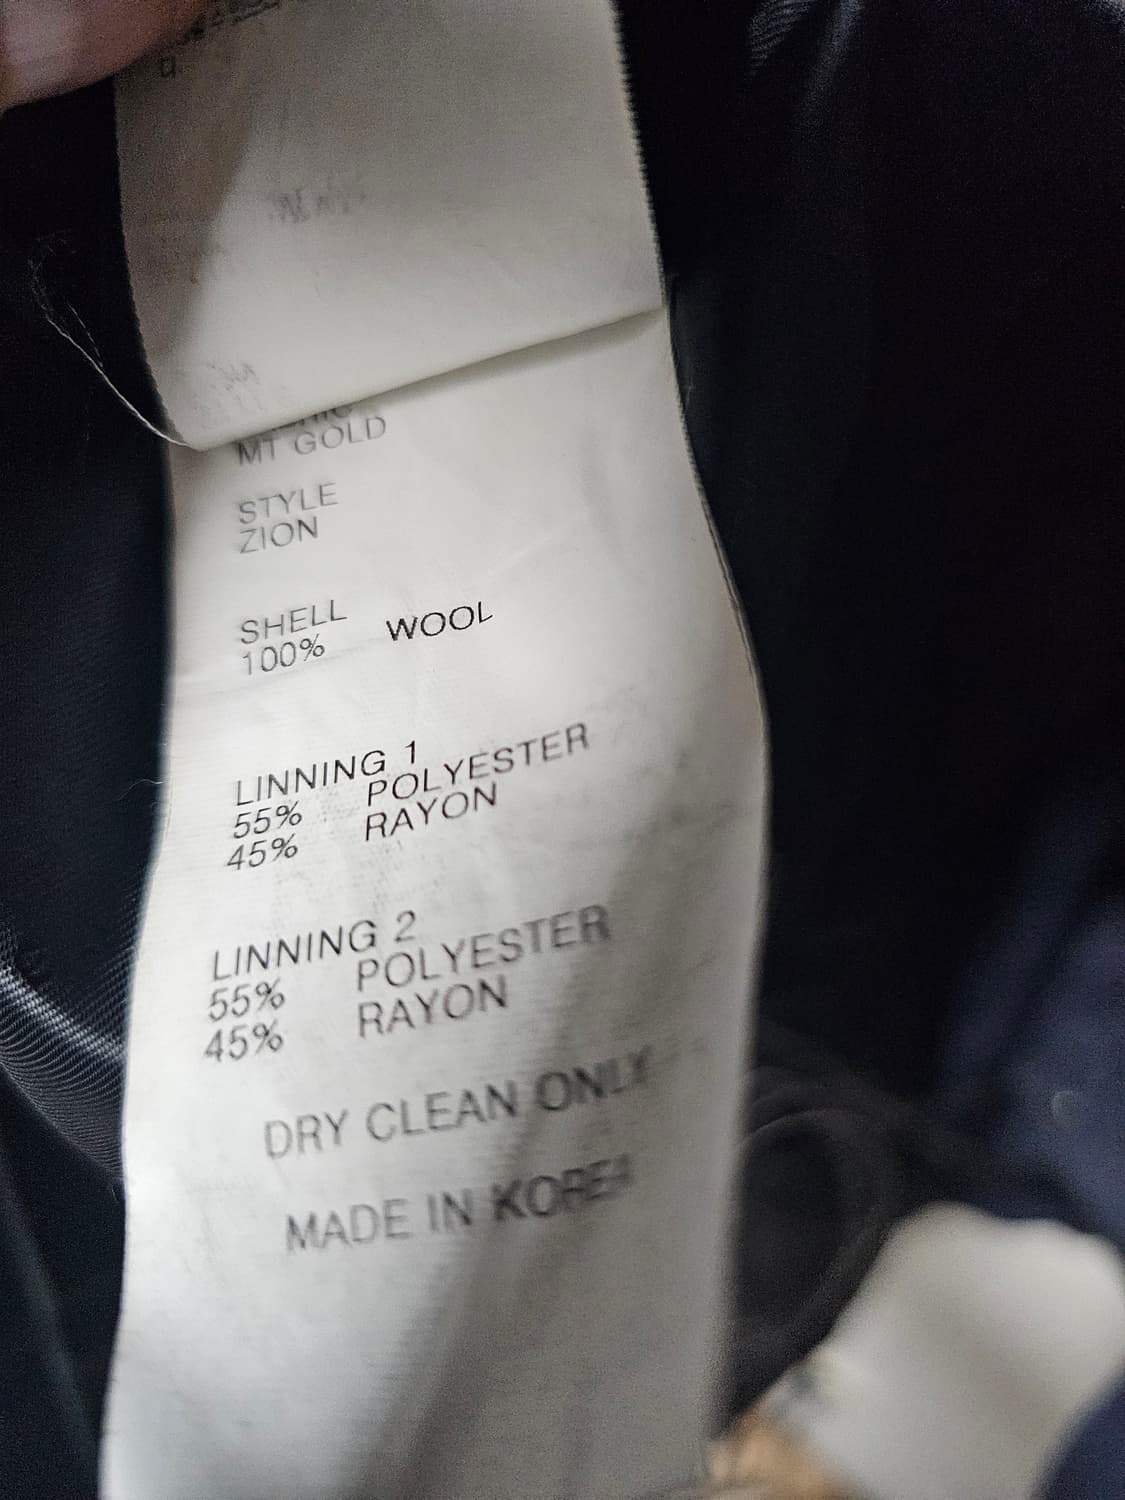 MT GOLD
STYLE
ZION
SHELL
100% WOOL
LINNING 1
55% POLYESTER
45% RAYON
LINNING 2
55% POLYESTER
45% RAYON
DRY CLEAN ONLY
MADE IN KOREA